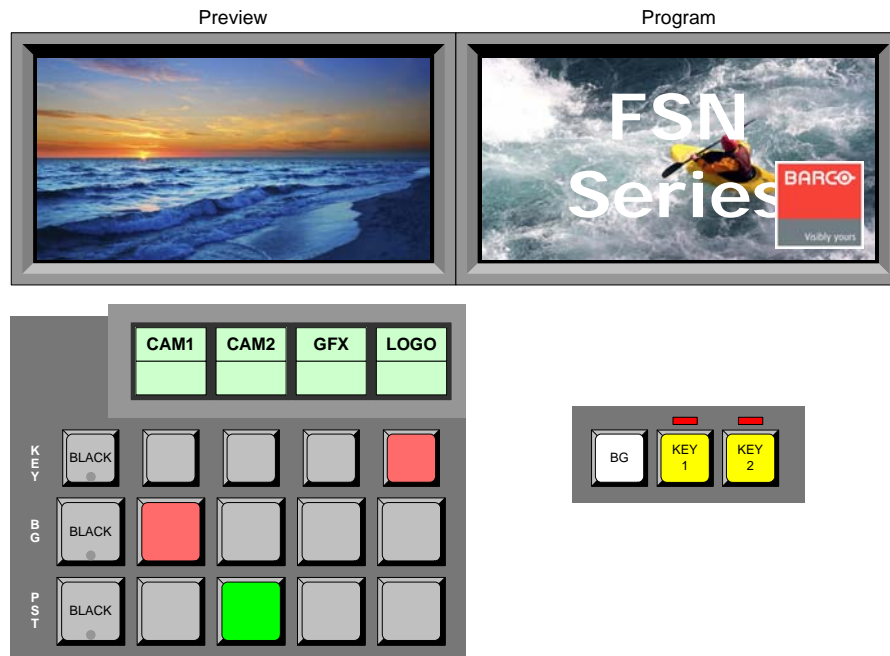 Preview
Program
FSN
Series
BARCO
Visibly yours
CAM1 CAM2 GFX LOGO
KEY
BLACK
BG
BLACK
PST
BLACK
BG
KEY
1
KEY
2